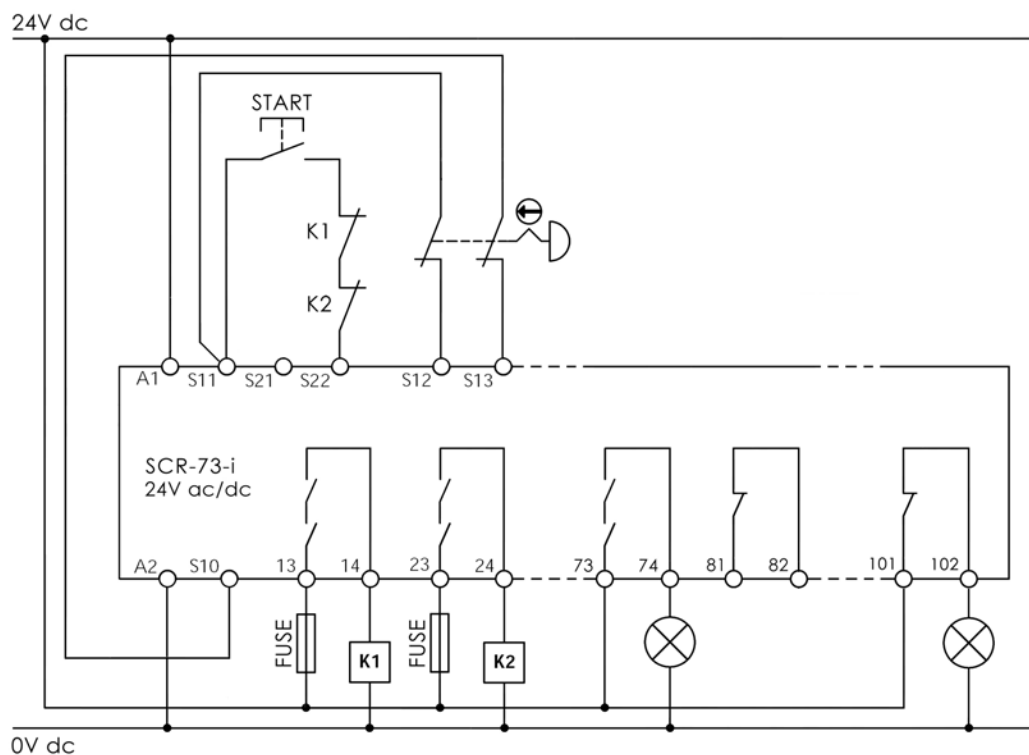 24V dc
START
K1
K2
A1 S11 S21 S22 S12 S13
SCR-73-i
24V ac/dc
A2 S10 13 14 23 24 73 74 81 82 101 102
FUSE K1 FUSE K2
0V dc